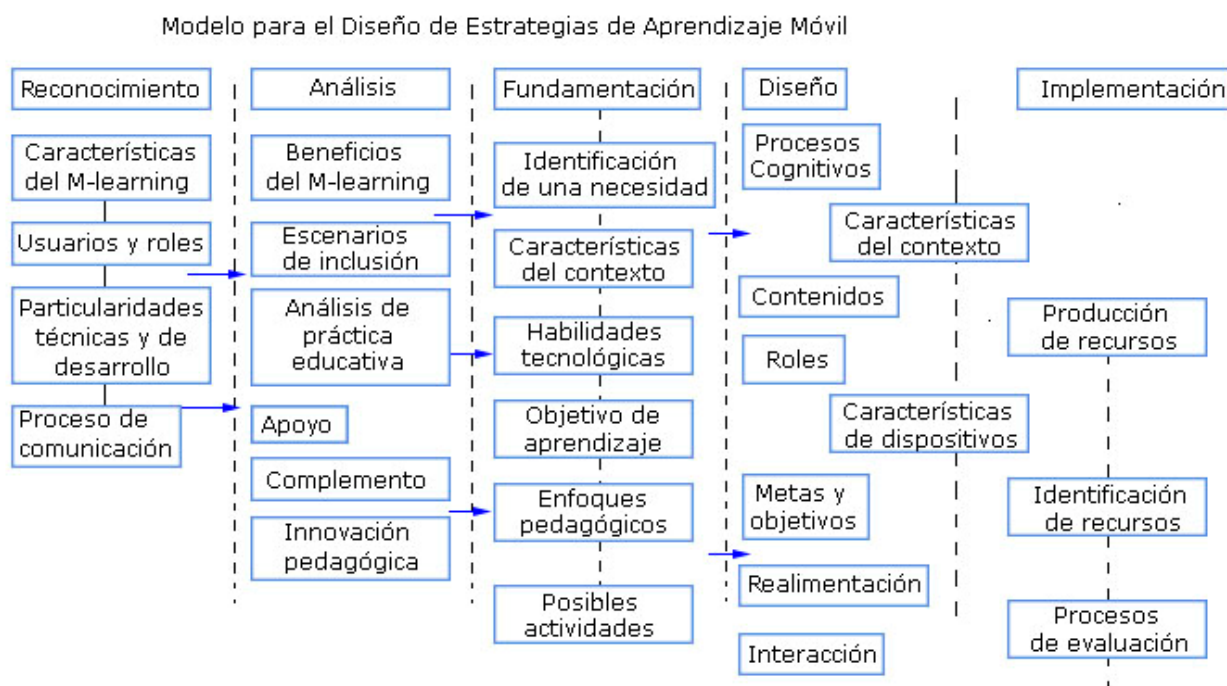 Modelo para el Diseño de Estrategias de Aprendizaje Móvil
Reconocimiento
Características
del M-learning
Usuarios y roles
Particularidades
técnicas y de
desarrollo
Proceso de
comunicación
Análisis
Beneficios
del M-learning
Escenarios
de inclusión
Análisis de
práctica
educativa
Apoyo
Complemento
Innovación
pedagógica
Fundamentación
Identificación
de una necesidad
Características
del contexto
Habilidades
tecnológicas
Objetivo de
aprendizaje
Enfoques
pedagógicos
Posibles
actividades
Diseño
Procesos
Cognitivos
Características
del contexto
Contenidos
Roles
Características
de dispositivos
Metas y
objetivos
Realimentación
Interacción
Implementación
Producción
de recursos
Identificación
de recursos
Procesos
de evaluación